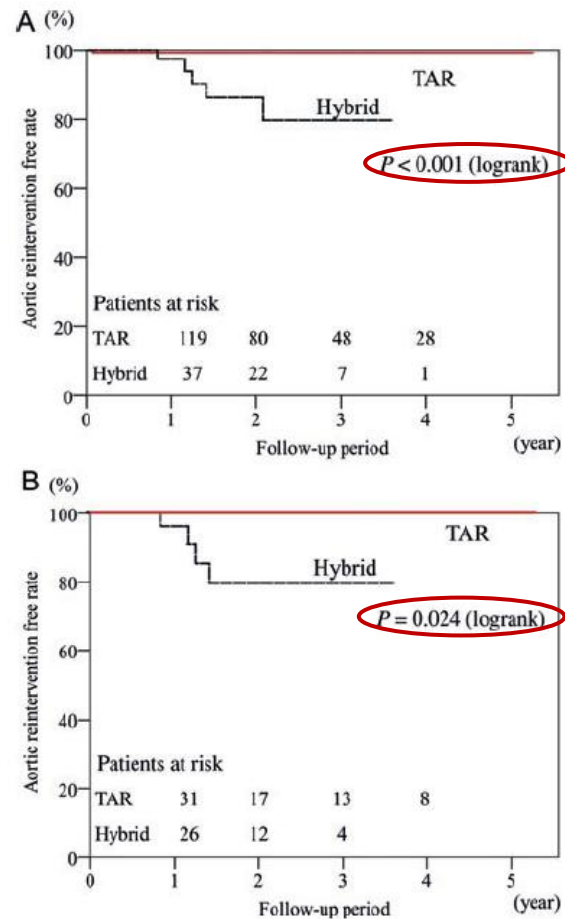 A (%)
100
80
60
40
20
0
Aortic reintervention free rate
TAR
Hybrid
P < 0.001 (logrank)
Patients at risk
TAR 119 80 48 28
Hybrid 37 22 7 1
0 1 2 3 4 5
(year)
Follow-up period
B (%)
100
80
60
40
20
0
Aortic reintervention free rate
TAR
Hybrid
P = 0.024 (logrank)
Patients at risk
TAR 31 17 13 8
Hybrid 26 12 4
0 1 2 3 4 5
(year)
Follow-up period